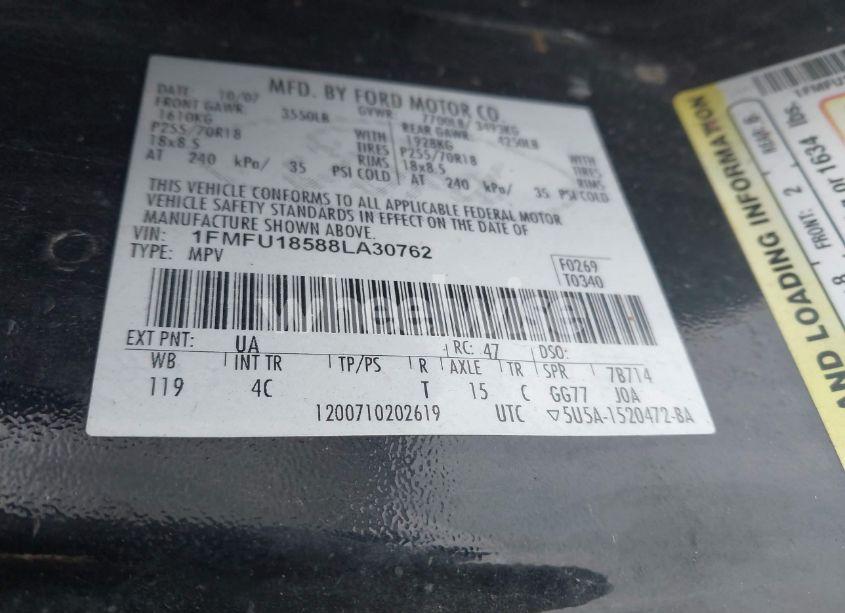 MFD. BY FORD MOTOR CO.
DATE: 10/07 GVWR: 7700LB/ 3493KG
FRONT GAWR: 3550LB REAR GAWR: 4250LB
1610KG WITH 1928KG WITH
P255/70R18 TIRES P255/70R18 TIRES
18x8.5 RIMS 18x8.5 RIMS
AT 240 kPa/ 35 PSI COLD AT 240 kPa/ 35 PSI COLD
THIS VEHICLE CONFORMS TO ALL APPLICABLE FEDERAL MOTOR
VEHICLE SAFETY STANDARDS IN EFFECT ON THE DATE OF
MANUFACTURE SHOWN ABOVE.
VIN: 1FMFU18588LA30762
TYPE: MPV
F0269
T0340
EXT PNT: UA RC: 47 DSO:
WB INT TR TP/PS R AXLE TR SPR 7B714
119 4C T 15 C GG77 J0A
1200710202619 UTC ▽5U5A-1520472-BA
1FMFU
AND LOADING INFORMATION
FRONT: 2
OR 1634 lbs.